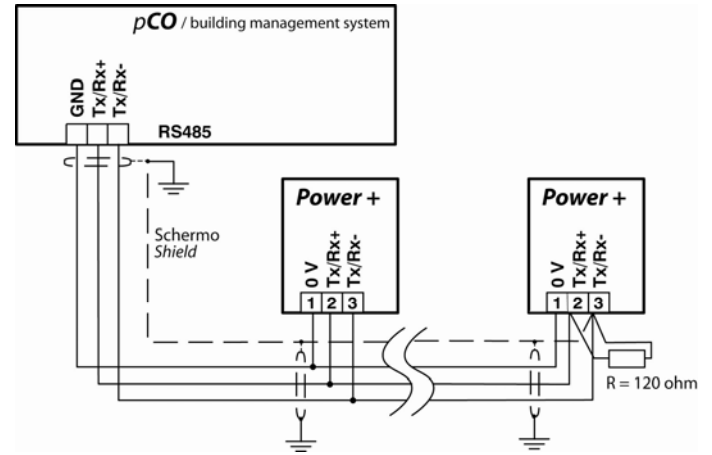 pCO / building management system
GND
Tx/Rx+
Tx/Rx-
RS485
Schermo
Shield
Power +
0 V
Tx/Rx+
Tx/Rx-
1 2 3
Power +
0 V
Tx/Rx+
Tx/Rx-
1 2 3
R = 120 ohm